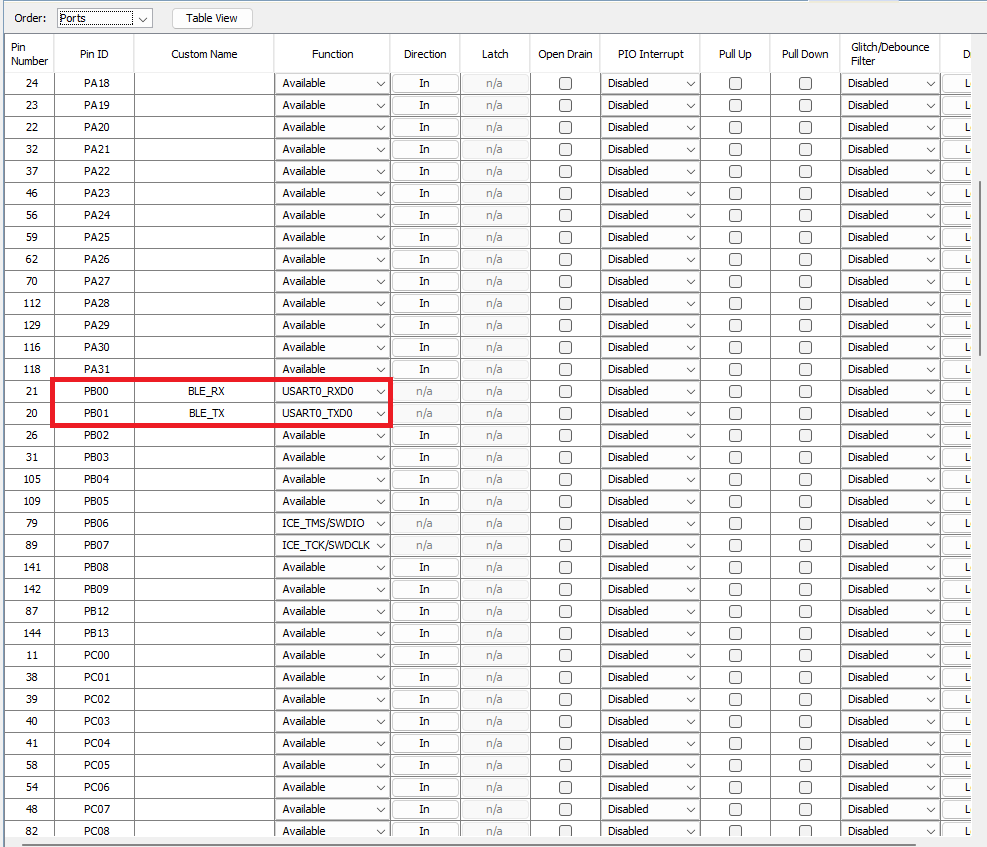 Order: Ports Table View
Pin Number Pin ID Custom Name Function Direction Latch Open Drain PIO Interrupt Pull Up Pull Down Glitch/Debounce Filter D
24 PA18 Available In n/a Disabled Disabled L
23 PA19 Available In n/a Disabled Disabled L
22 PA20 Available In n/a Disabled Disabled L
32 PA21 Available In n/a Disabled Disabled L
37 PA22 Available In n/a Disabled Disabled L
46 PA23 Available In n/a Disabled Disabled L
56 PA24 Available In n/a Disabled Disabled L
59 PA25 Available In n/a Disabled Disabled L
62 PA26 Available In n/a Disabled Disabled L
70 PA27 Available In n/a Disabled Disabled L
112 PA28 Available In n/a Disabled Disabled L
129 PA29 Available In n/a Disabled Disabled L
116 PA30 Available In n/a Disabled Disabled L
118 PA31 Available In n/a Disabled Disabled L
21 PB00 BLE_RX USART0_RXD0 n/a n/a Disabled Disabled L
20 PB01 BLE_TX USART0_TXD0 n/a n/a Disabled Disabled L
26 PB02 Available In n/a Disabled Disabled L
31 PB03 Available In n/a Disabled Disabled L
105 PB04 Available In n/a Disabled Disabled L
109 PB05 Available In n/a Disabled Disabled L
79 PB06 ICE_TMS/SWDIO n/a n/a Disabled Disabled L
89 PB07 ICE_TCK/SWDCLK n/a n/a Disabled Disabled L
141 PB08 Available In n/a Disabled Disabled L
142 PB09 Available In n/a Disabled Disabled L
87 PB12 Available In n/a Disabled Disabled L
144 PB13 Available In n/a Disabled Disabled L
11 PC00 Available In n/a Disabled Disabled L
38 PC01 Available In n/a Disabled Disabled L
39 PC02 Available In n/a Disabled Disabled L
40 PC03 Available In n/a Disabled Disabled L
41 PC04 Available In n/a Disabled Disabled L
58 PC05 Available In n/a Disabled Disabled L
54 PC06 Available In n/a Disabled Disabled L
48 PC07 Available In n/a Disabled Disabled L
82 PC08 Available In n/a Disabled Disabled L